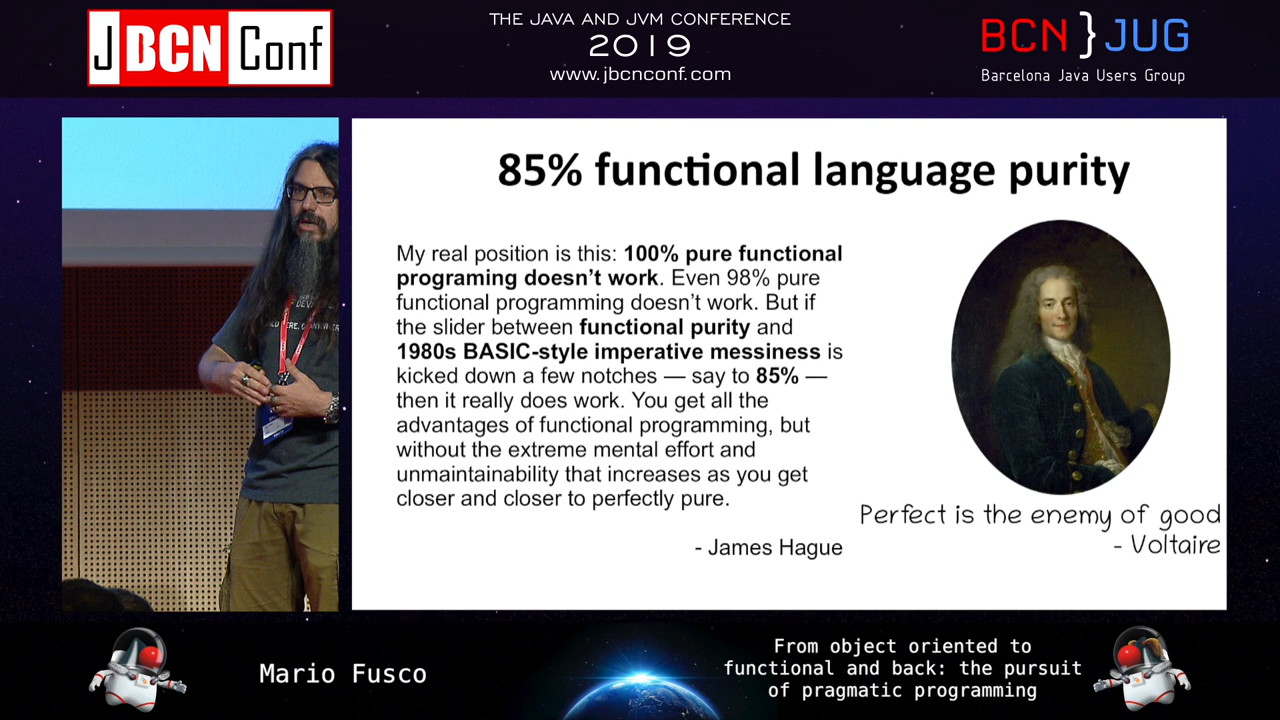 J BCN Conf
THE JAVA AND JVM CONFERENCE
2019
www.jbcnconf.com
BCN } JUG
Barcelona Java Users Group
85% functional language purity
My real position is this: 100% pure functional
programing doesn't work. Even 98% pure
functional programming doesn't work. But if
the slider between functional purity and
1980s BASIC-style imperative messiness is
kicked down a few notches — say to 85% —
then it really does work. You get all the
advantages of functional programming, but
without the extreme mental effort and
unmaintainability that increases as you get
closer and closer to perfectly pure.
- James Hague
Perfect is the enemy of good
- Voltaire
Mario Fusco
From object oriented to
functional and back: the pursuit
of pragmatic programming